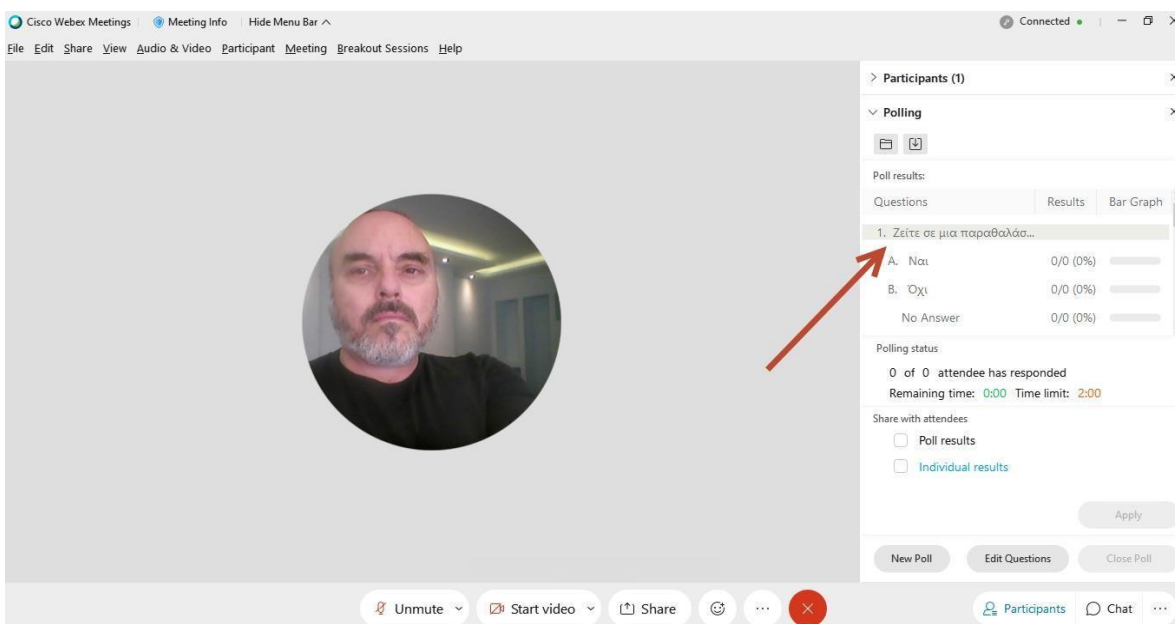 Cisco Webex Meetings Meeting Info Hide Menu Bar Connected
File Edit Share View Audio & Video Participant Meeting Breakout Sessions Help
Participants (1)
Polling
Poll results:
Questions Results Bar Graph
1. Ζείτε σε μια παραθαλάσ...
A. Ναι 0/0 (0%)
B. Όχι 0/0 (0%)
No Answer 0/0 (0%)
Polling status
0 of 0 attendee has responded
Remaining time: 0:00 Time limit: 2:00
Share with attendees
Poll results
Individual results
Apply
New Poll Edit Questions Close Poll
Unmute Start video Share Participants Chat